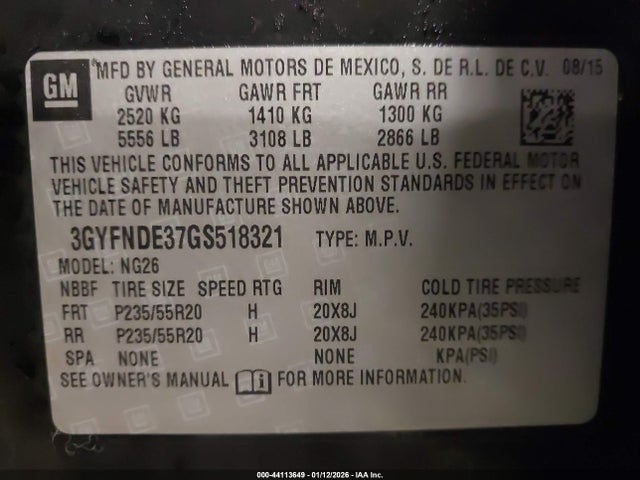 GM
MFD BY GENERAL MOTORS DE MEXICO, S. DE R.L. DE C.V. 08/15
GVWR GAWR FRT GAWR RR
2520 KG 1410 KG 1300 KG
5556 LB 3108 LB 2866 LB
THIS VEHICLE CONFORMS TO ALL APPLICABLE U.S. FEDERAL MOTOR
VEHICLE SAFETY AND THEFT PREVENTION STANDARDS IN EFFECT ON
THE DATE OF MANUFACTURE SHOWN ABOVE.
3GYFNDE37GS518321 TYPE: M.P.V.
MODEL: NG26
NBBF TIRE SIZE SPEED RTG RIM COLD TIRE PRESSURE
FRT P235/55R20 H 20X8J 240KPA(35PSI)
RR P235/55R20 H 20X8J 240KPA(35PSI)
SPA NONE NONE KPA(PSI)
SEE OWNER'S MANUAL i FOR MORE INFORMATION.
000-44113649 - 01/12/2026 - IAA Inc.